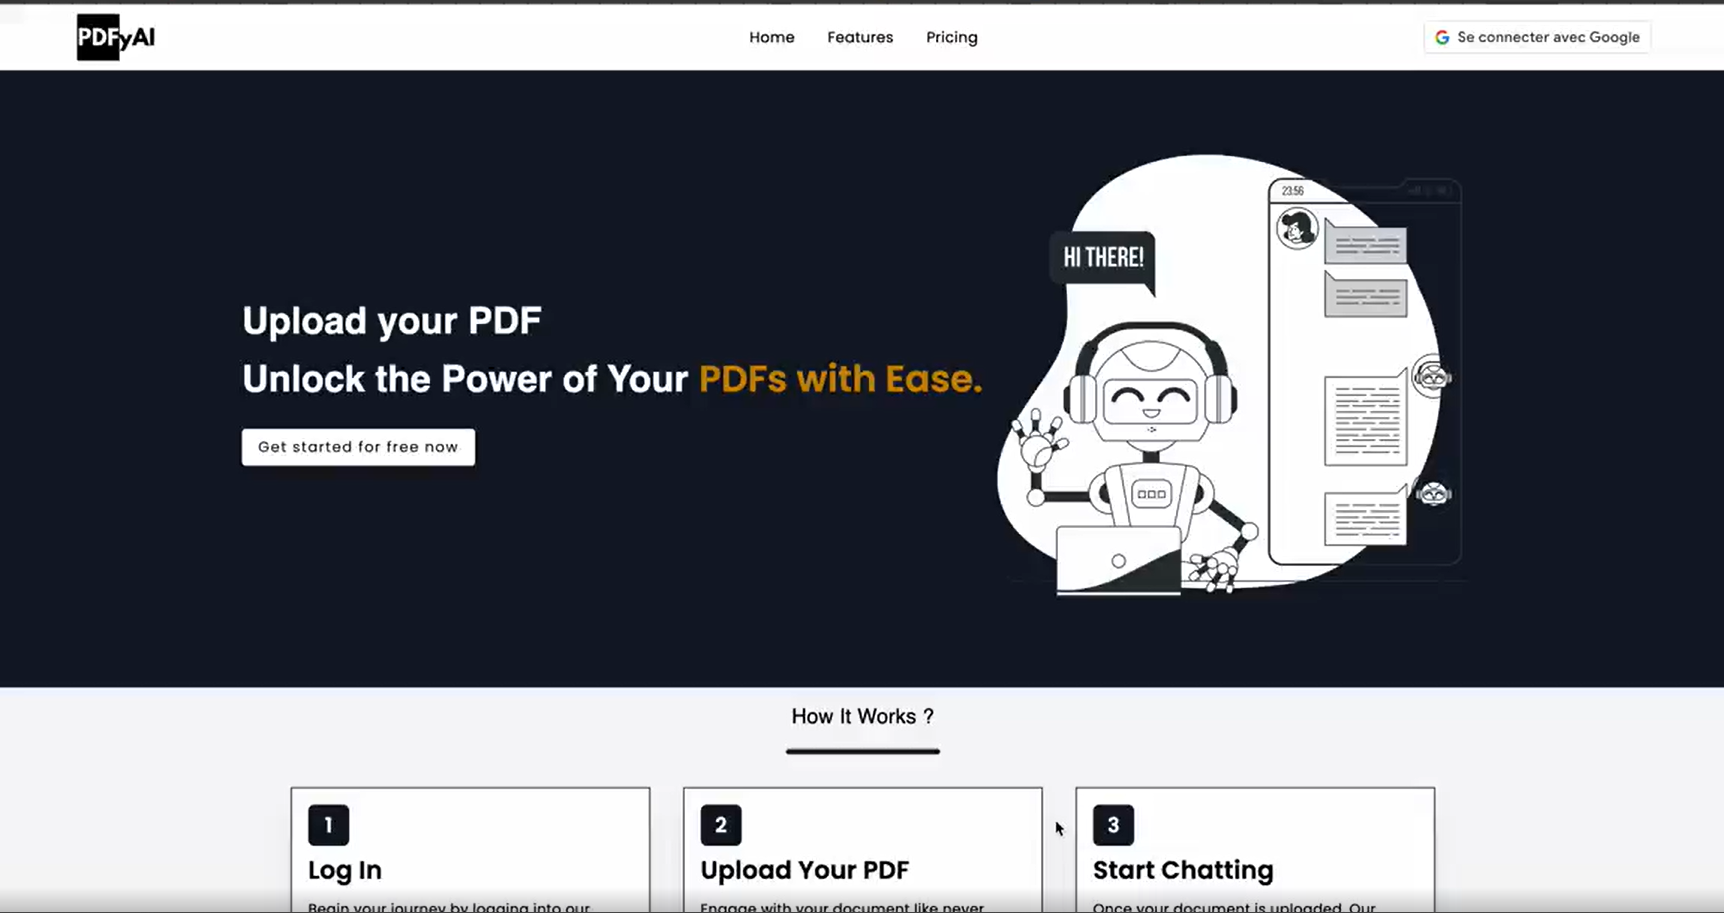 PDFyAI
Home Features Pricing
Se connecter avec Google
23:56
HI THERE!
Upload your PDF
Unlock the Power of Your PDFs with Ease.
Get started for free now
How It Works ?
1
Log In
Begin your journey by logging into our
2
Upload Your PDF
Engage with your document like never
3
Start Chatting
Once your document is uploaded, Our